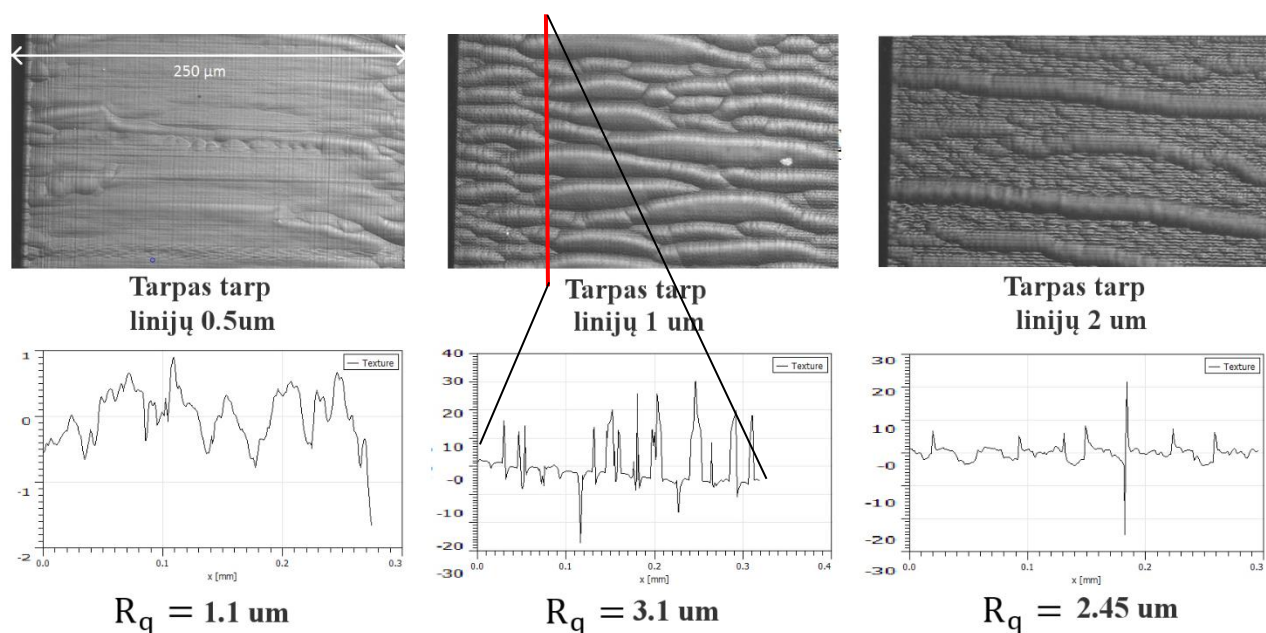 250 µm
Tarpas tarp
linijų 0.5um
Tarpas tarp
linijų 1 um
Tarpas tarp
linijų 2 um
1
0
-1
-2
Texture
0.0
0.1
0.2
0.3
x [mm]
40
30
20
10
-0
-10
-20
-30
Texture
0.0
0.1
0.2
0.3
0.4
x [mm]
30
20
10
-0
-10
-20
-30
Texture
0.0
0.1
0.2
0.3
x [mm]
Rq = 1.1 um
Rq = 3.1 um
Rq = 2.45 um